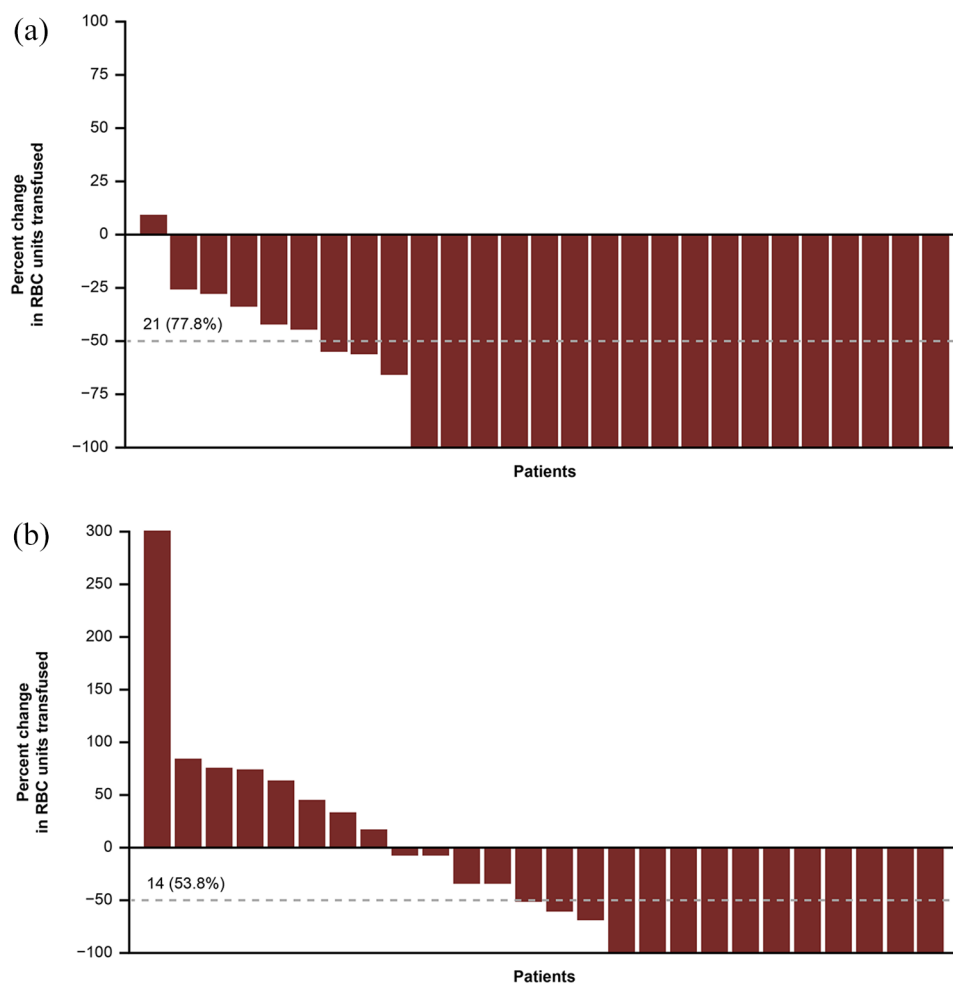 (a)
100
75
50
25
0
−25
−50
−75
−100
Percent change
in RBC units transfused
21 (77.8%)
Patients
(b)
300
250
200
150
100
50
0
−50
−100
Percent change
in RBC units transfused
14 (53.8%)
Patients